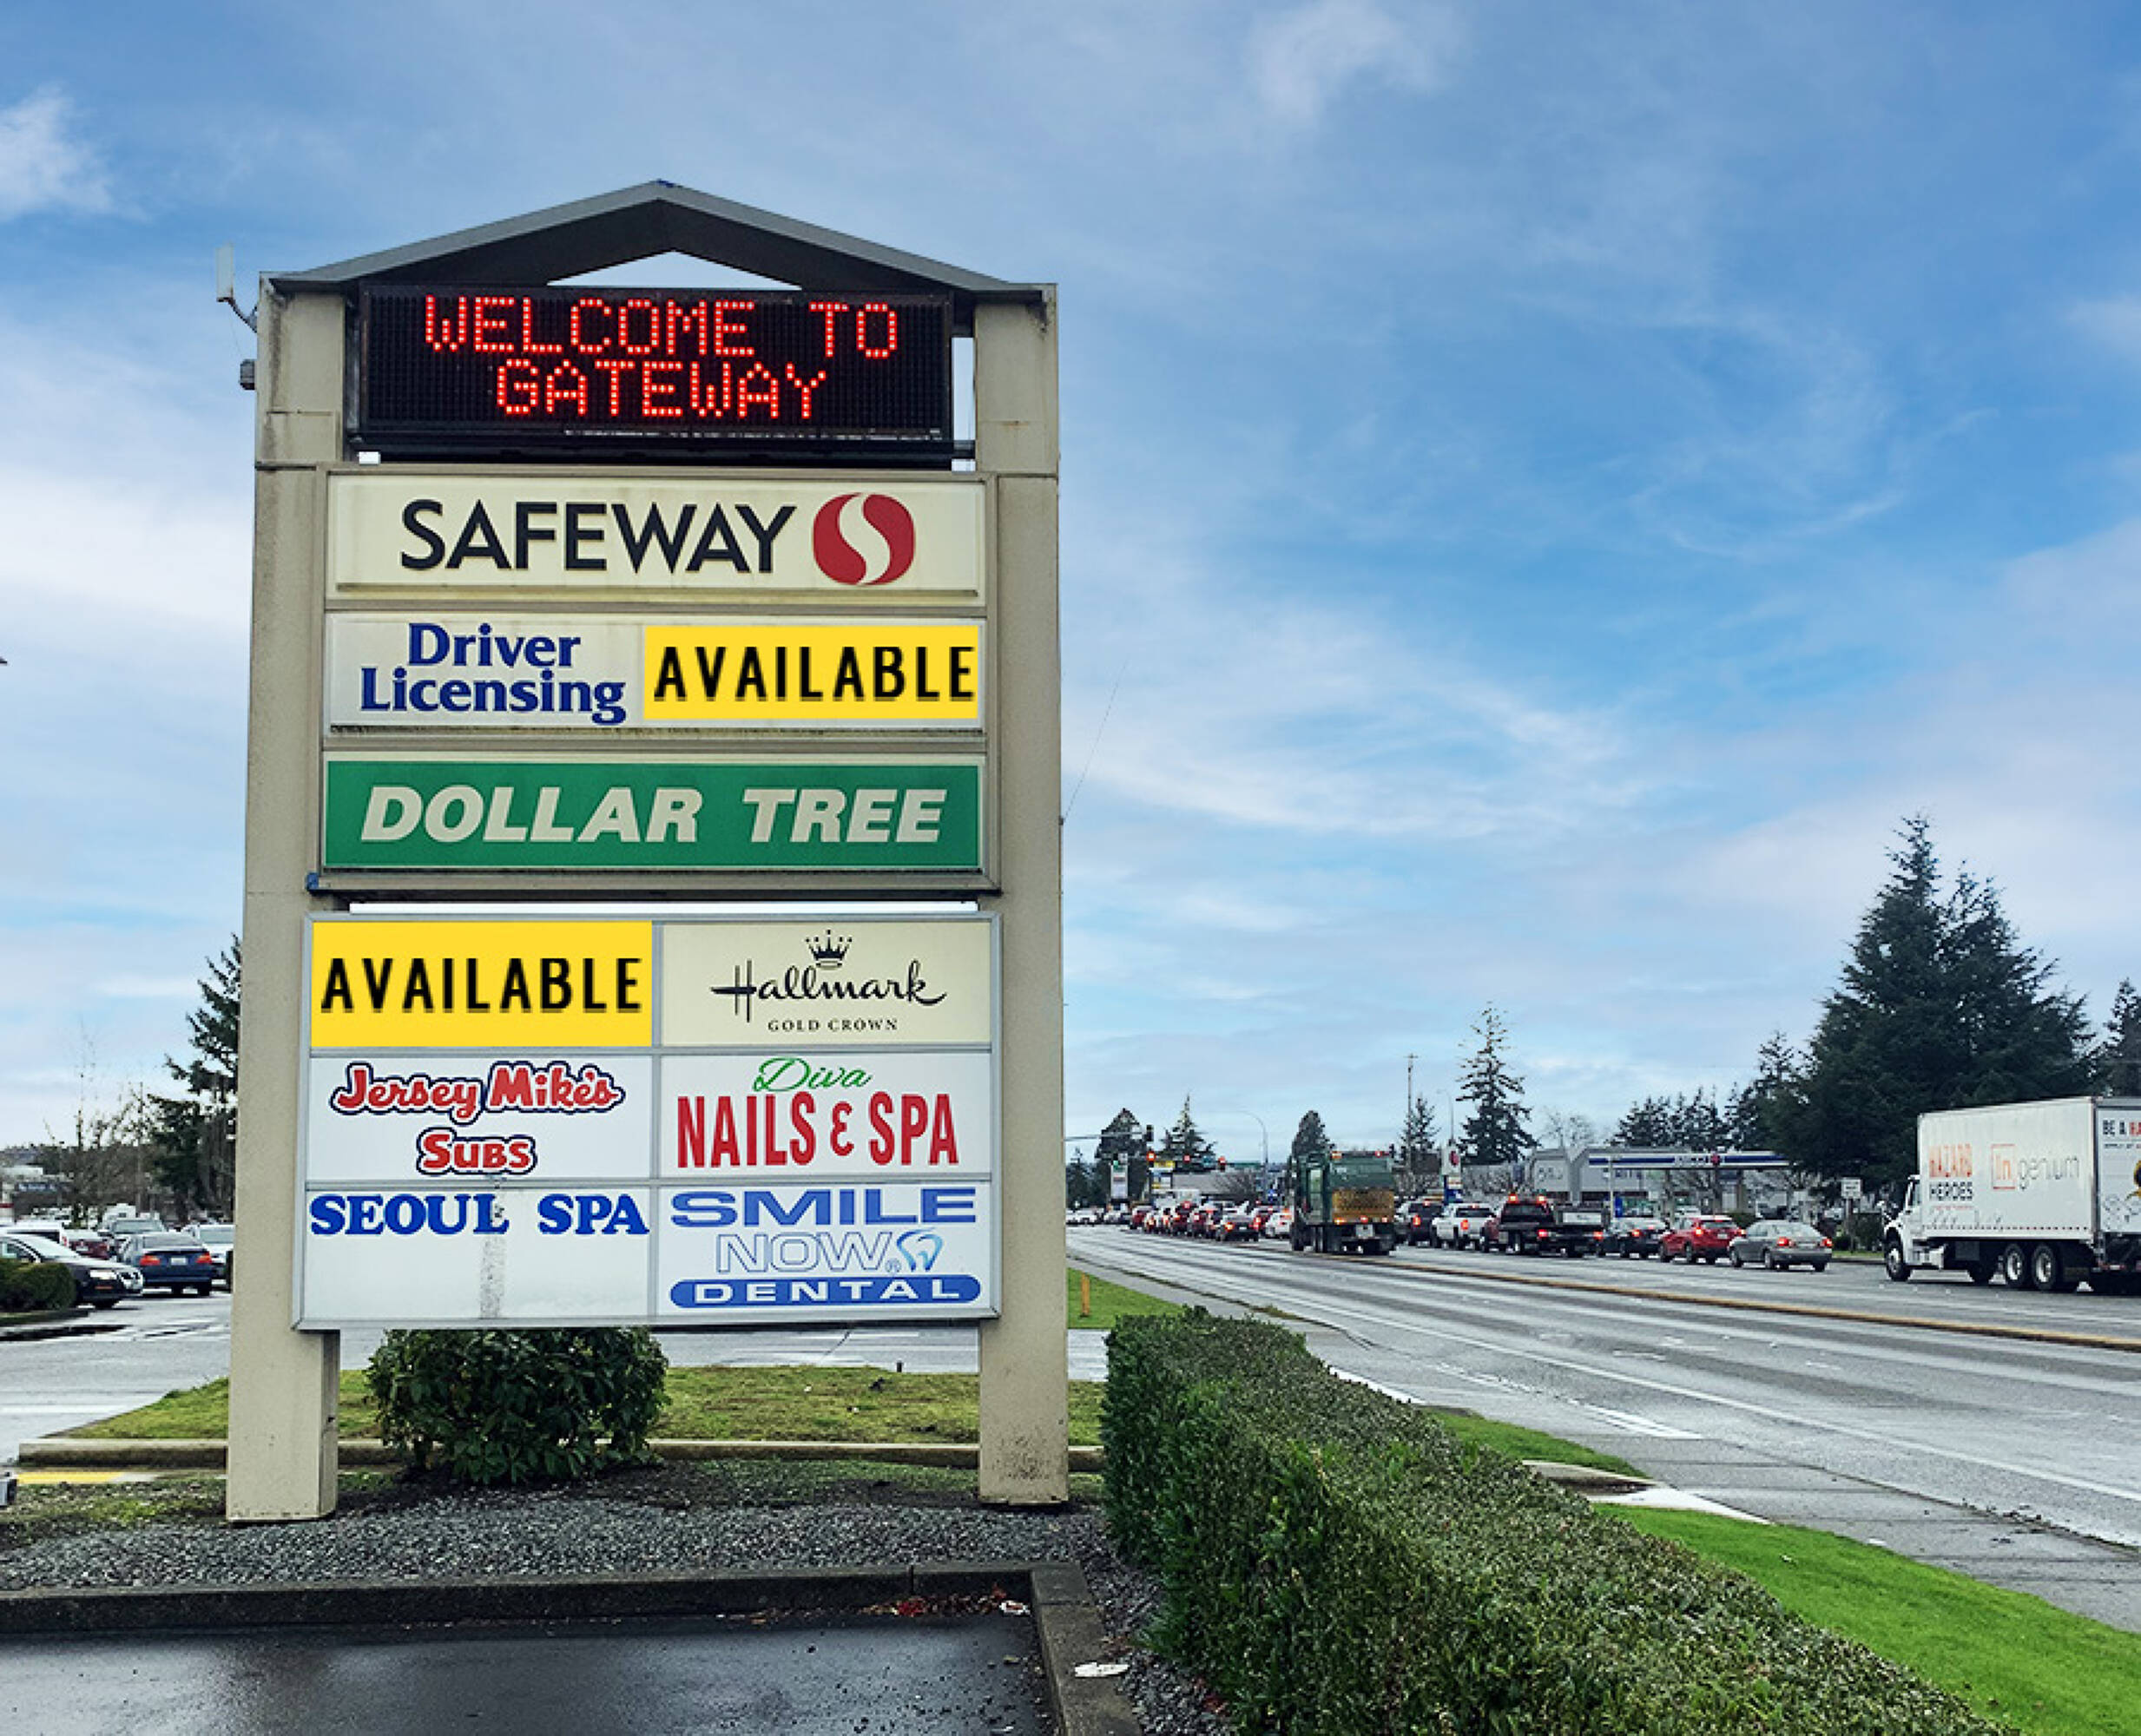 WELCOME TO
GATEWAY
SAFEWAY
Driver
Licensing
AVAILABLE
DOLLAR TREE
AVAILABLE
Hallmark
GOLD CROWN
Jersey Mike's
SUBS
Diva
NAILS & SPA
SEOUL SPA
SMILE
NOW®
DENTAL
HAZARD
HEROES
in genium
BE A